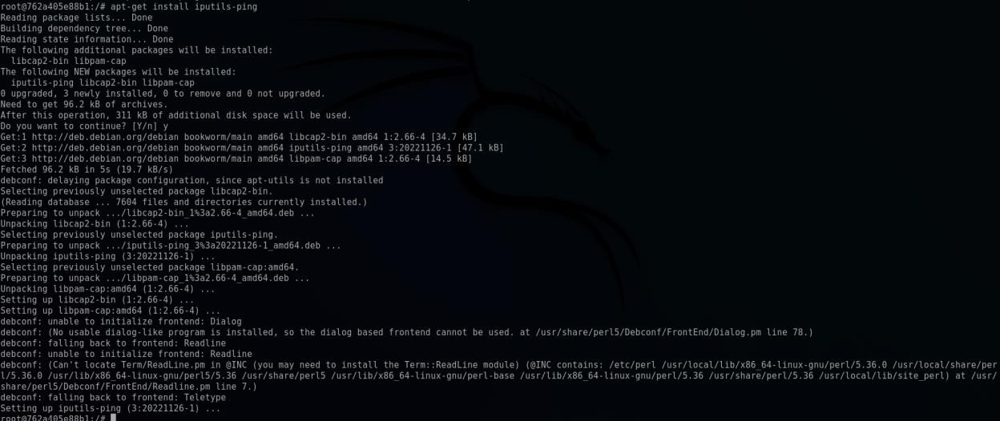 root@762a405e88b1:/# apt-get install iputils-ping
Reading package lists... Done
Building dependency tree... Done
Reading state information... Done
The following additional packages will be installed:
  libcap2-bin libpam-cap
The following NEW packages will be installed:
  iputils-ping libcap2-bin libpam-cap
0 upgraded, 3 newly installed, 0 to remove and 0 not upgraded.
Need to get 96.2 kB of archives.
After this operation, 311 kB of additional disk space will be used.
Do you want to continue? [Y/n] y
Get:1 http://deb.debian.org/debian bookworm/main amd64 libcap2-bin amd64 1:2.66-4 [34.7 kB]
Get:2 http://deb.debian.org/debian bookworm/main amd64 iputils-ping amd64 3:20221126-1 [47.1 kB]
Get:3 http://deb.debian.org/debian bookworm/main amd64 libpam-cap amd64 1:2.66-4 [14.5 kB]
Fetched 96.2 kB in 5s (19.7 kB/s)
debconf: delaying package configuration, since apt-utils is not installed
Selecting previously unselected package libcap2-bin.
(Reading database ... 7604 files and directories currently installed.)
Preparing to unpack .../libcap2-bin_1%3a2.66-4_amd64.deb ...
Unpacking libcap2-bin (1:2.66-4) ...
Selecting previously unselected package iputils-ping.
Preparing to unpack .../iputils-ping_3%3a20221126-1_amd64.deb ...
Unpacking iputils-ping (3:20221126-1) ...
Selecting previously unselected package libpam-cap:amd64.
Preparing to unpack .../libpam-cap_1%3a2.66-4_amd64.deb ...
Unpacking libpam-cap:amd64 (1:2.66-4) ...
Setting up libcap2-bin (1:2.66-4) ...
Setting up libpam-cap:amd64 (1:2.66-4) ...
debconf: unable to initialize frontend: Dialog
debconf: (No usable dialog-like program is installed, so the dialog based frontend cannot be used. at /usr/share/perl5/Debconf/FrontEnd/Dialog.pm line 78.)
debconf: falling back to frontend: Readline
debconf: unable to initialize frontend: Readline
debconf: (Can't locate Term/ReadLine.pm in @INC (you may need to install the Term::ReadLine module) (@INC contains: /etc/perl /usr/local/lib/x86_64-linux-gnu/perl/5.36.0 /usr/local/share/per
l/5.36.0 /usr/lib/x86_64-linux-gnu/perl5/5.36 /usr/share/perl5 /usr/lib/x86_64-linux-gnu/perl-base /usr/lib/x86_64-linux-gnu/perl/5.36 /usr/share/perl/5.36 /usr/local/lib/site_perl) at /usr/
share/perl5/Debconf/FrontEnd/Readline.pm line 7.)
debconf: falling back to frontend: Teletype
Setting up iputils-ping (3:20221126-1) ...
root@762a405e88b1:/#